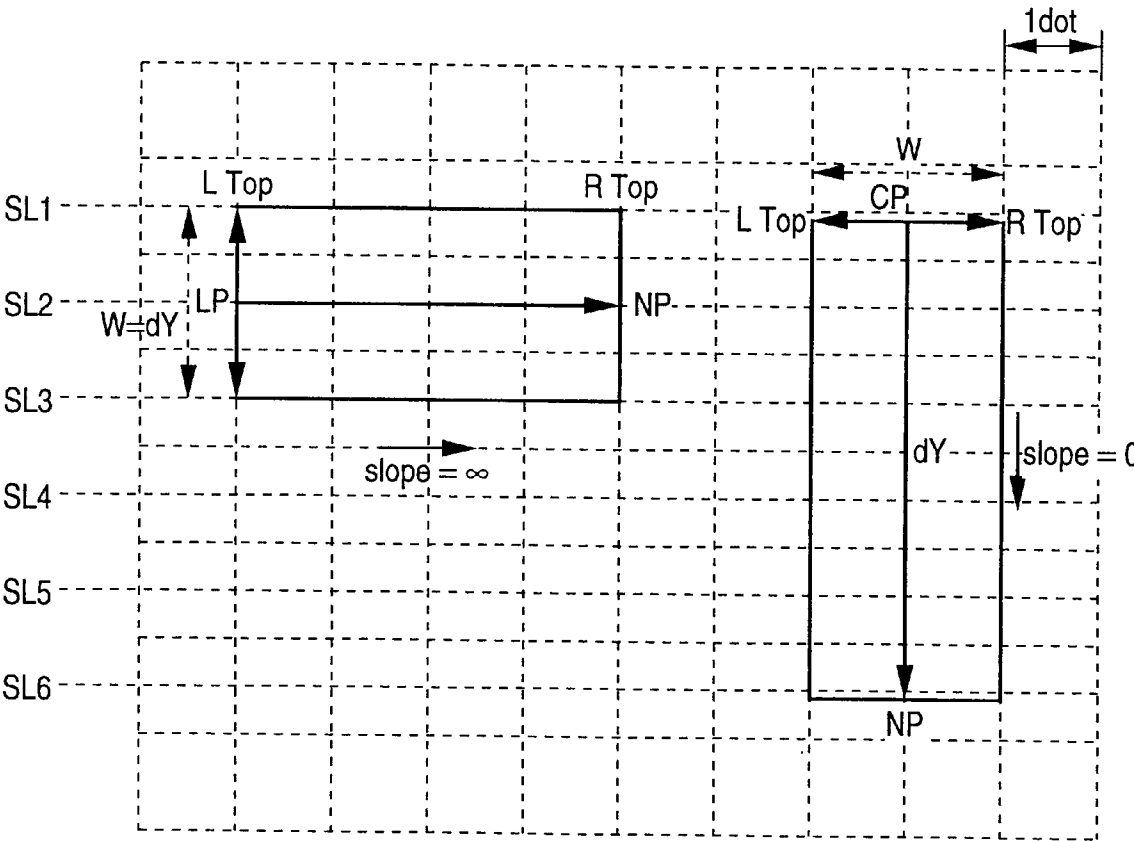 1dot
W
L Top
R Top
CP
SL1
L Top
R Top
SL2
LP
NP
W=dY
SL3
dY
slope = 0
slope = ∞
SL4
SL5
SL6
NP